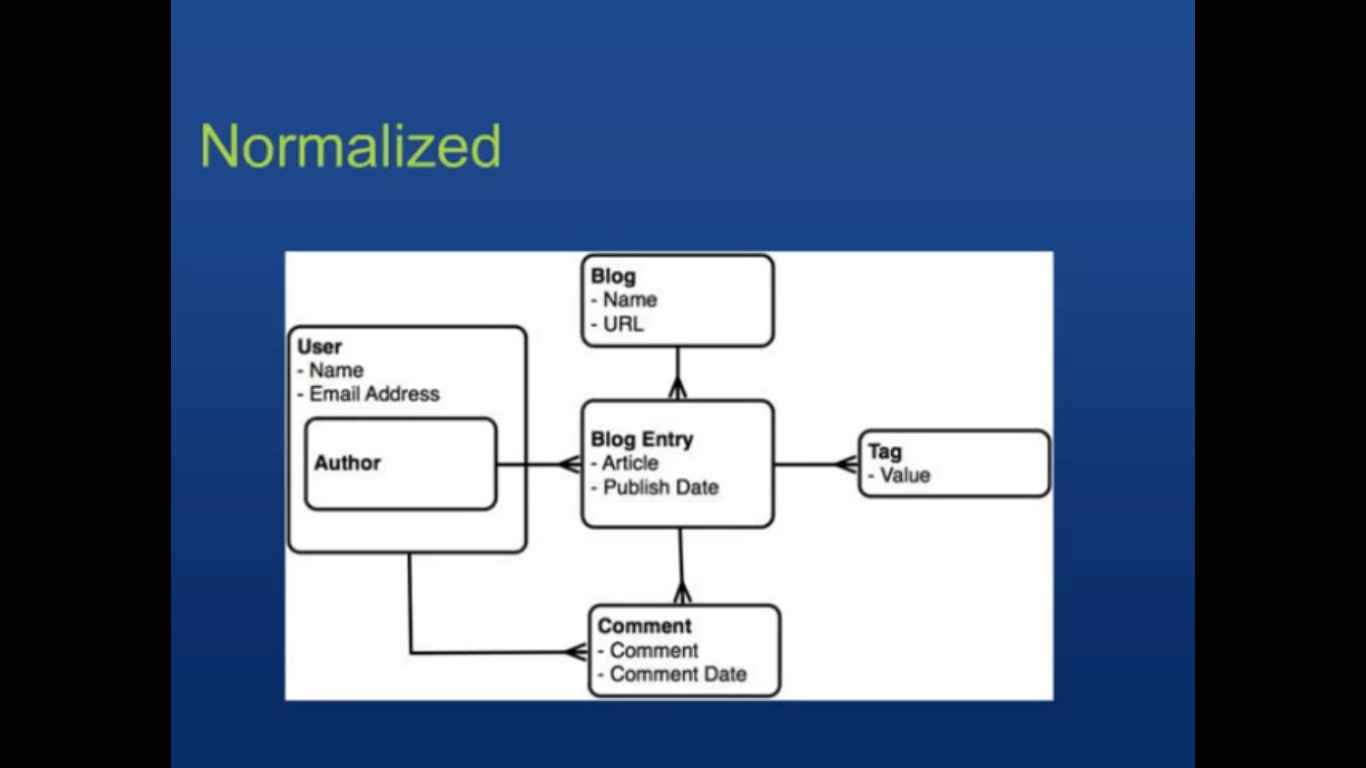 Normalized
Blog
- Name
- URL
User
- Name
- Email Address
Author
Blog Entry
- Article
- Publish Date
Tag
- Value
Comment
- Comment
- Comment Date